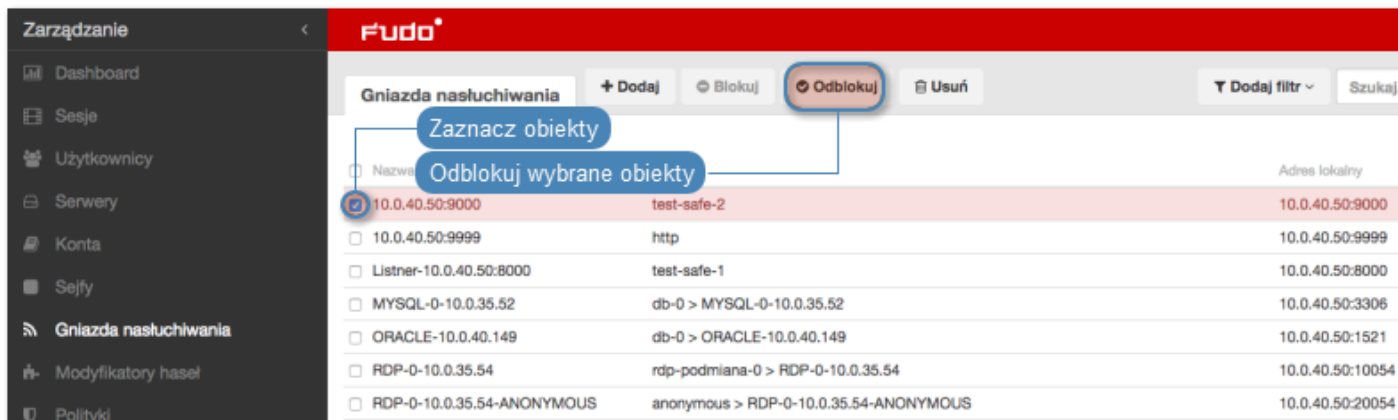 Zarządzanie
Fudo
Dashboard
Sesje
Użytkownicy
Serwery
Konta
Sejfy
Gniazda nasłuchiwania
Modyfikatory haseł
Polityki
Gniazda nasłuchiwania
+ Dodaj
Blokuj
Odblokuj
Usuń
Dodaj filtr
Szukaj
Zaznacz obiekty
Odblokuj wybrane obiekty
Nazwa
Adres lokalny
10.0.40.50:9000 test-safe-2 10.0.40.50:9000
10.0.40.50:9999 http 10.0.40.50:9999
Listner-10.0.40.50:8000 test-safe-1 10.0.40.50:8000
MYSQL-0-10.0.35.52 db-0 > MYSQL-0-10.0.35.52 10.0.40.50:3306
ORACLE-10.0.40.149 db-0 > ORACLE-10.0.40.149 10.0.40.50:1521
RDP-0-10.0.35.54 rdp-podmiana-0 > RDP-0-10.0.35.54 10.0.40.50:10054
RDP-0-10.0.35.54-ANONYMOUS anonymous > RDP-0-10.0.35.54-ANONYMOUS 10.0.40.50:20054